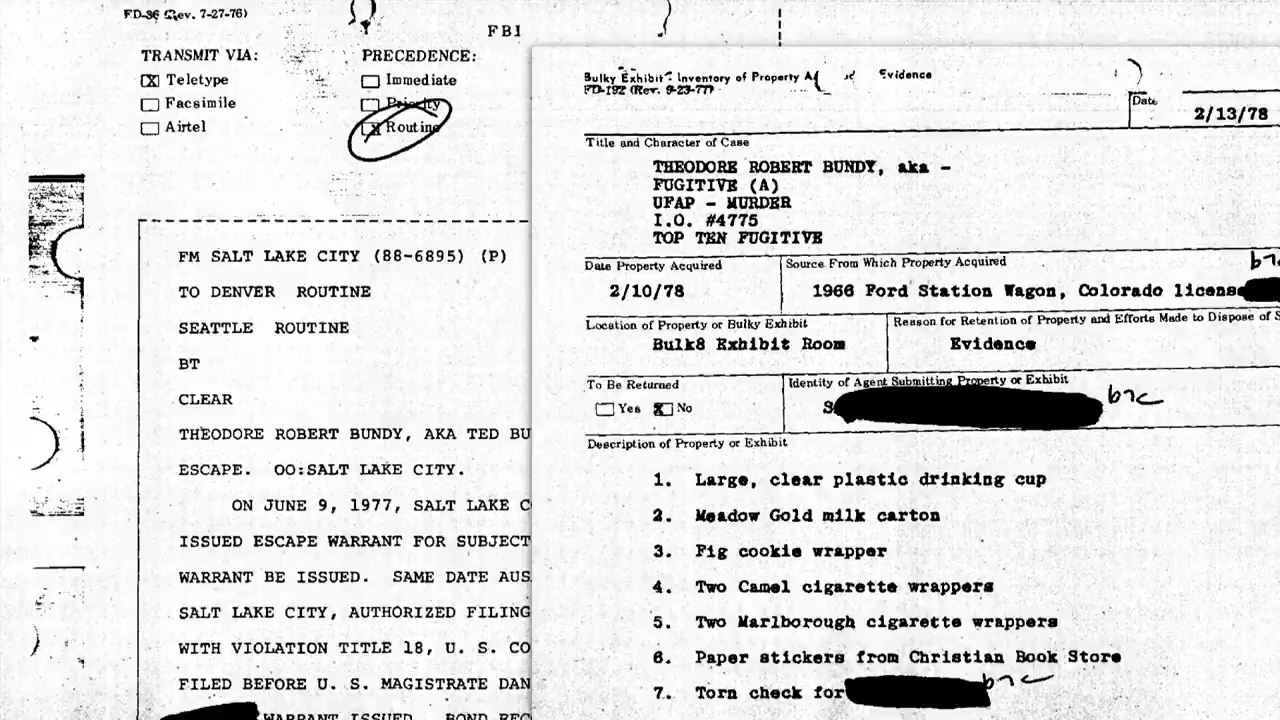 FD-36 (Rev. 7-27-76)
FBI
TRANSMIT VIA:
Teletype
Facsimile
Airtel
PRECEDENCE:
Immediate
Priority
Routine
FM SALT LAKE CITY (88-6895) (P)
TO DENVER ROUTINE
SEATTLE ROUTINE
BT
CLEAR
THEODORE ROBERT BUNDY, AKA TED BU
ESCAPE. OO:SALT LAKE CITY.
ON JUNE 9, 1977, SALT LAKE C
ISSUED ESCAPE WARRANT FOR SUBJECT
WARRANT BE ISSUED. SAME DATE AUS
SALT LAKE CITY, AUTHORIZED FILING
WITH VIOLATION TITLE 18, U. S. CO
FILED BEFORE U. S. MAGISTRATE DAN
WARRANT ISSUED. BOND REC
Bulky Exhibit - Inventory of Property A of Evidence
FD-192 (Rev. 9-23-77)
Date
2/13/78
Title and Character of Case
THEODORE ROBERT BUNDY, aka -
FUGITIVE (A)
UFAP - MURDER
I.O. #4775
TOP TEN FUGITIVE
Date Property Acquired
2/10/78
Source From Which Property Acquired
b7c
1966 Ford Station Wagon, Colorado license
Location of Property or Bulky Exhibit
Bulk8 Exhibit Room
Reason for Retention of Property and Efforts Made to Dispose of S
Evidence
To Be Returned
Yes No
Identity of Agent Submitting Property or Exhibit
S b7c
Description of Property or Exhibit
1. Large, clear plastic drinking cup
2. Meadow Gold milk carton
3. Fig cookie wrapper
4. Two Camel cigarette wrappers
5. Two Marlborough cigarette wrappers
6. Paper stickers from Christian Book Store
7. Torn check for b7c